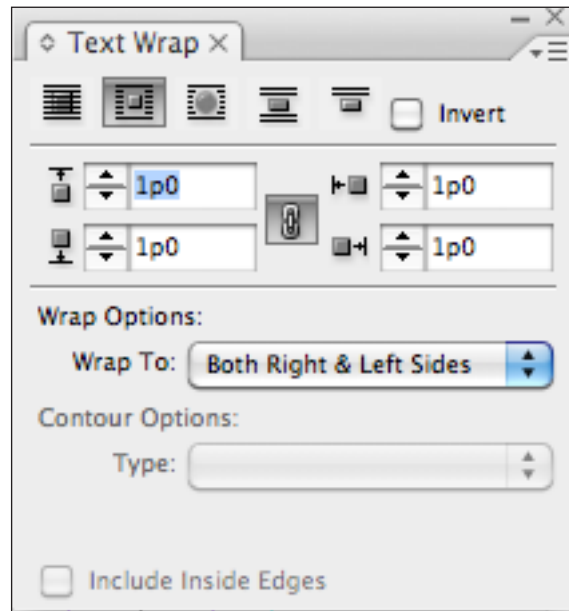 Text Wrap
Invert
1p0 1p0
1p0 1p0
Wrap Options:
Wrap To: Both Right & Left Sides
Contour Options:
Type:
Include Inside Edges